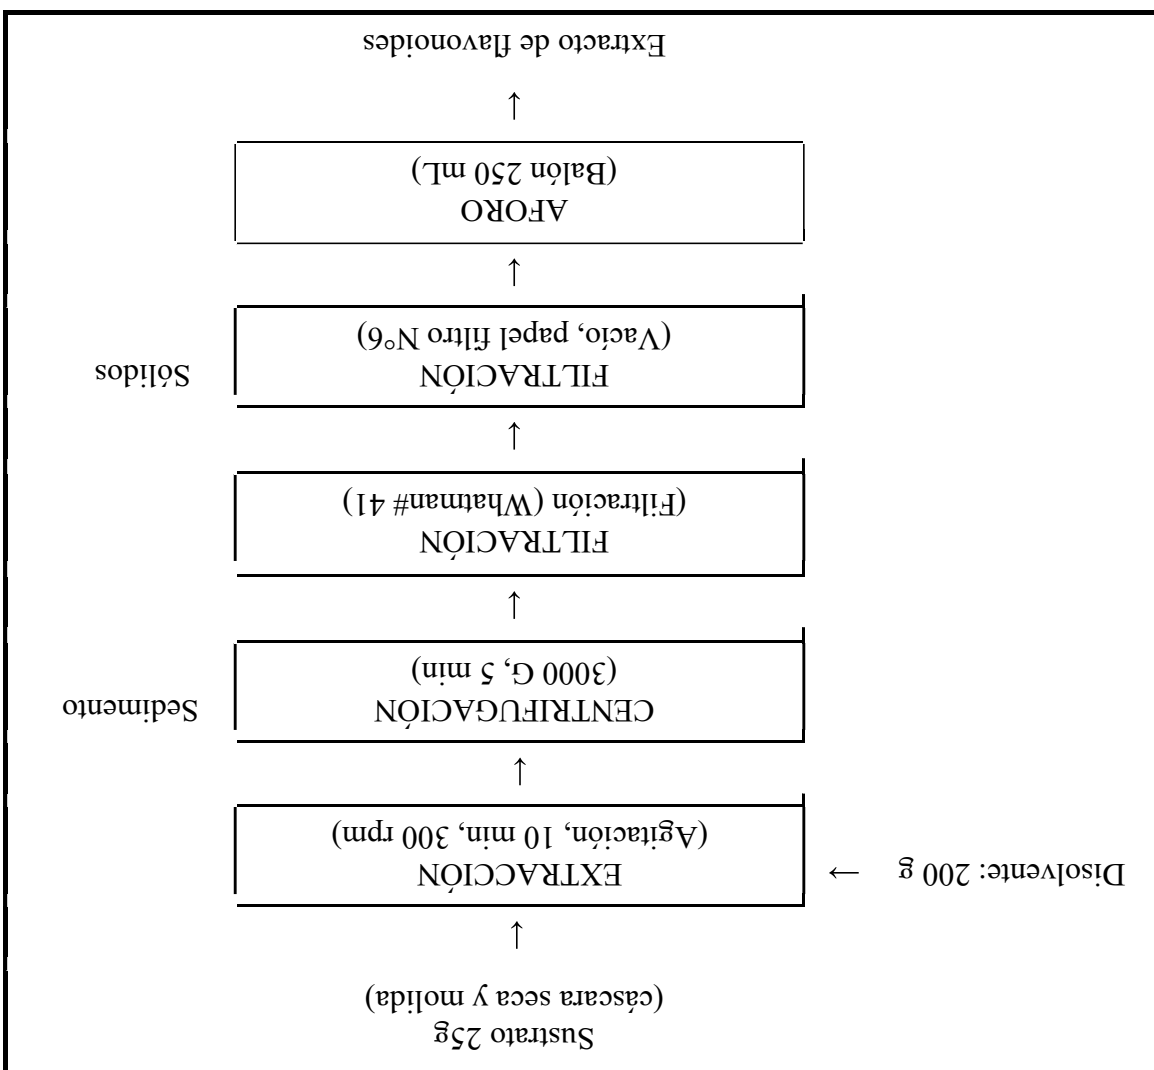 Sustrato 25g
(cáscara seca y molida)
↓
Disolvente: 200 g →
EXTRACCIÓN
(Agitación, 10 min, 300 rpm)
↓
CENTRIFUGACIÓN
(3000 G, 5 min)
Sedimento
↓
FILTRACIÓN
(Filtración (Whatman# 41)
↓
FILTRACIÓN
(Vacío, papel filtro N°6)
Sólidos
↓
AFORO
(Balón 250 mL)
↓
Extracto de flavonoides